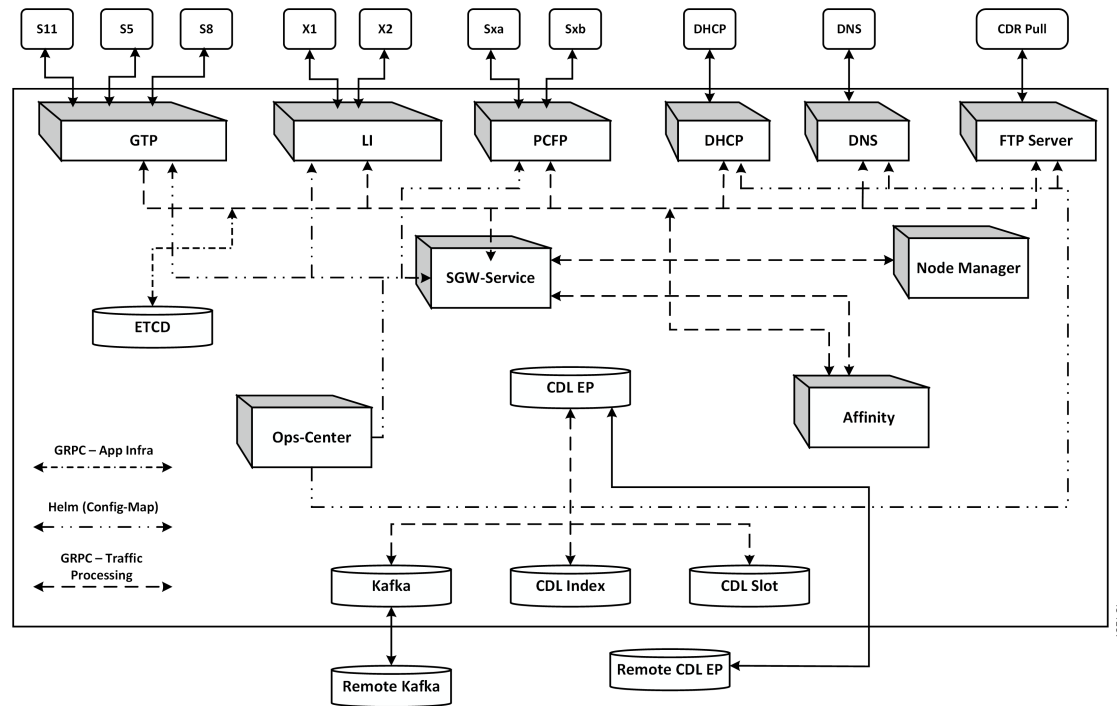 S11
S5
S8
X1
X2
Sxa
Sxb
DHCP
DNS
CDR Pull
GTP
LI
PCFP
DHCP
DNS
FTP Server
SGW-Service
Node Manager
ETCD
CDL EP
Affinity
Ops-Center
GRPC – App Infra
Helm (Config-Map)
GRPC – Traffic
Processing
Kafka
CDL Index
CDL Slot
Remote Kafka
Remote CDL EP